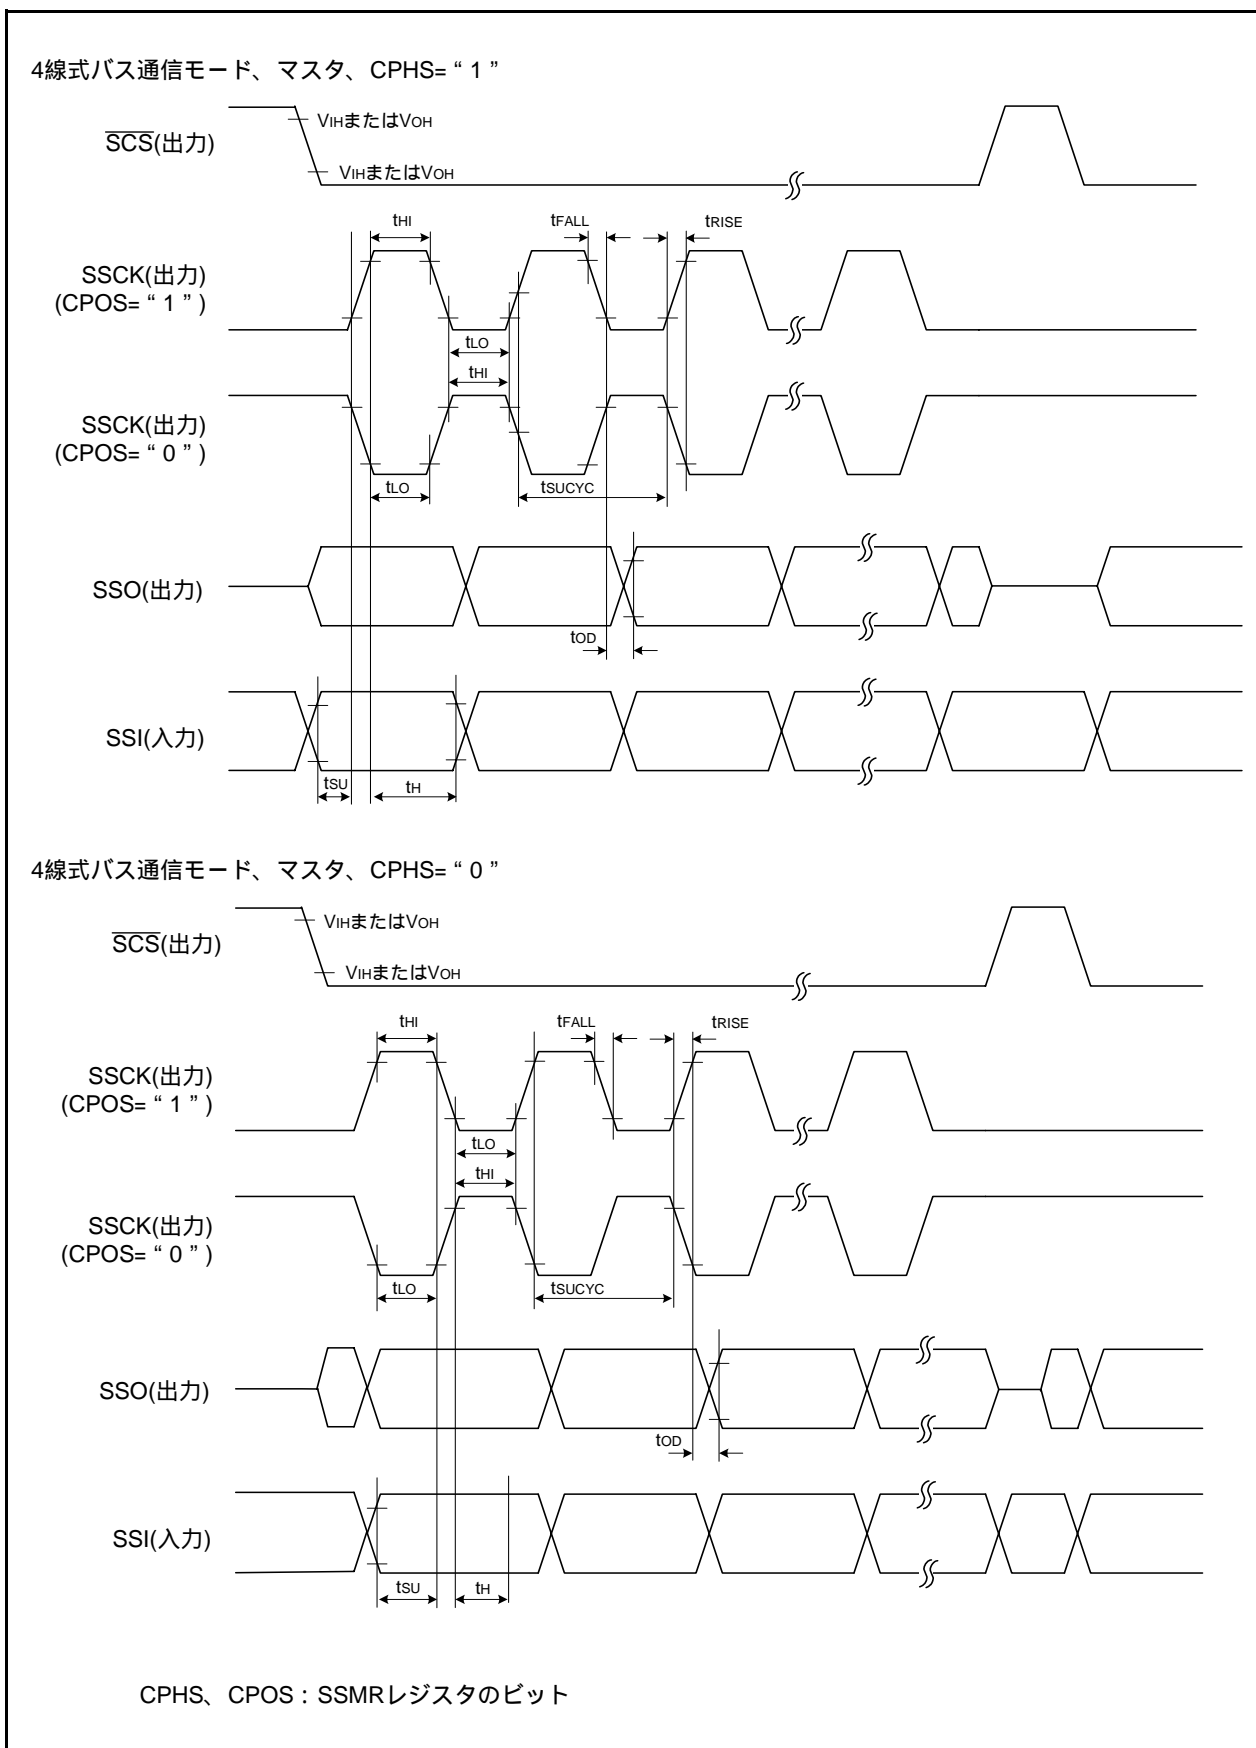 4線式バス通信モード、マスタ、CPHS=“1”
VIHまたはVOH
SCS(出力)
VIHまたはVOH
tHI
tFALL
tRISE
SSCK(出力)
(CPOS=“1”)
tLO
tHI
SSCK(出力)
(CPOS=“0”)
tLO
tSUCYC
SSO(出力)
tOD
SSI(入力)
tSU
tH
4線式バス通信モード、マスタ、CPHS=“0”
VIHまたはVOH
SCS(出力)
VIHまたはVOH
tHI
tFALL
tRISE
SSCK(出力)
(CPOS=“1”)
tLO
tHI
SSCK(出力)
(CPOS=“0”)
tLO
tSUCYC
SSO(出力)
tOD
SSI(入力)
tSU
tH
CPHS、CPOS：SSMRレジスタのビット